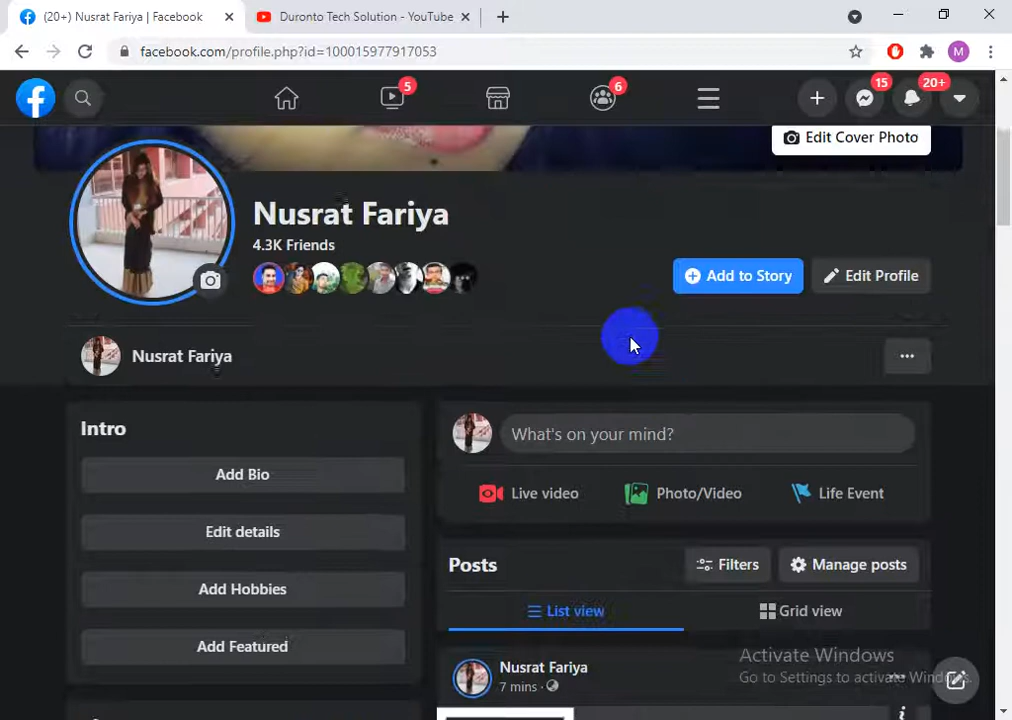 (20+) Nusrat Fariya | Facebook
Duronto Tech Solution - YouTube
facebook.com/profile.php?id=100015977917053
M
5
6
15
20+
Edit Cover Photo
Nusrat Fariya
4.3K Friends
Add to Story
Edit Profile
Nusrat Fariya
Intro
Add Bio
Edit details
Add Hobbies
Add Featured
What's on your mind?
Live video
Photo/Video
Life Event
Posts
Filters
Manage posts
List view
Grid view
Nusrat Fariya
7 mins ·
Activate Windows
Go to Settings to activate Windows.